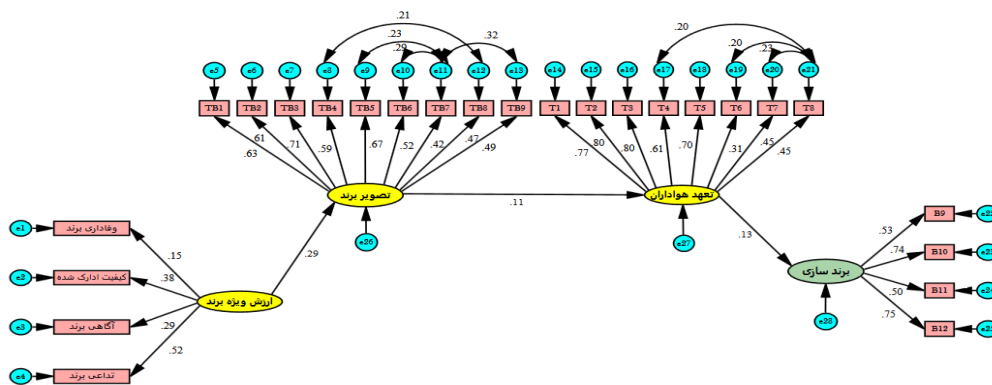 .21
.23
.29
.32
.20
.20
.23
e5 e6 e7 e8 e9 e10 e11 e12 e13 e14 e15 e16 e17 e18 e19 e20 e21
TB1 TB2 TB3 TB4 TB5 TB6 TB7 TB8 TB9 T1 T2 T3 T4 T5 T6 T7 T8
.63 .61 .71 .59 .67 .52 .42 .47 .49 .77 .80 .80 .61 .70 .31 .45 .45
تصویر برند
تعهد هواداران
.11
e26
e27
.29
.13
e1 وفاداری برند
e2 کیفیت ادارک شده
e3 آگاهی برند
e4 تداعی برند
.15
.38
.29
.52
ارزش ویژه برند
برند سازی
e28
.53
.74
.50
.75
B9
B10
B11
B12